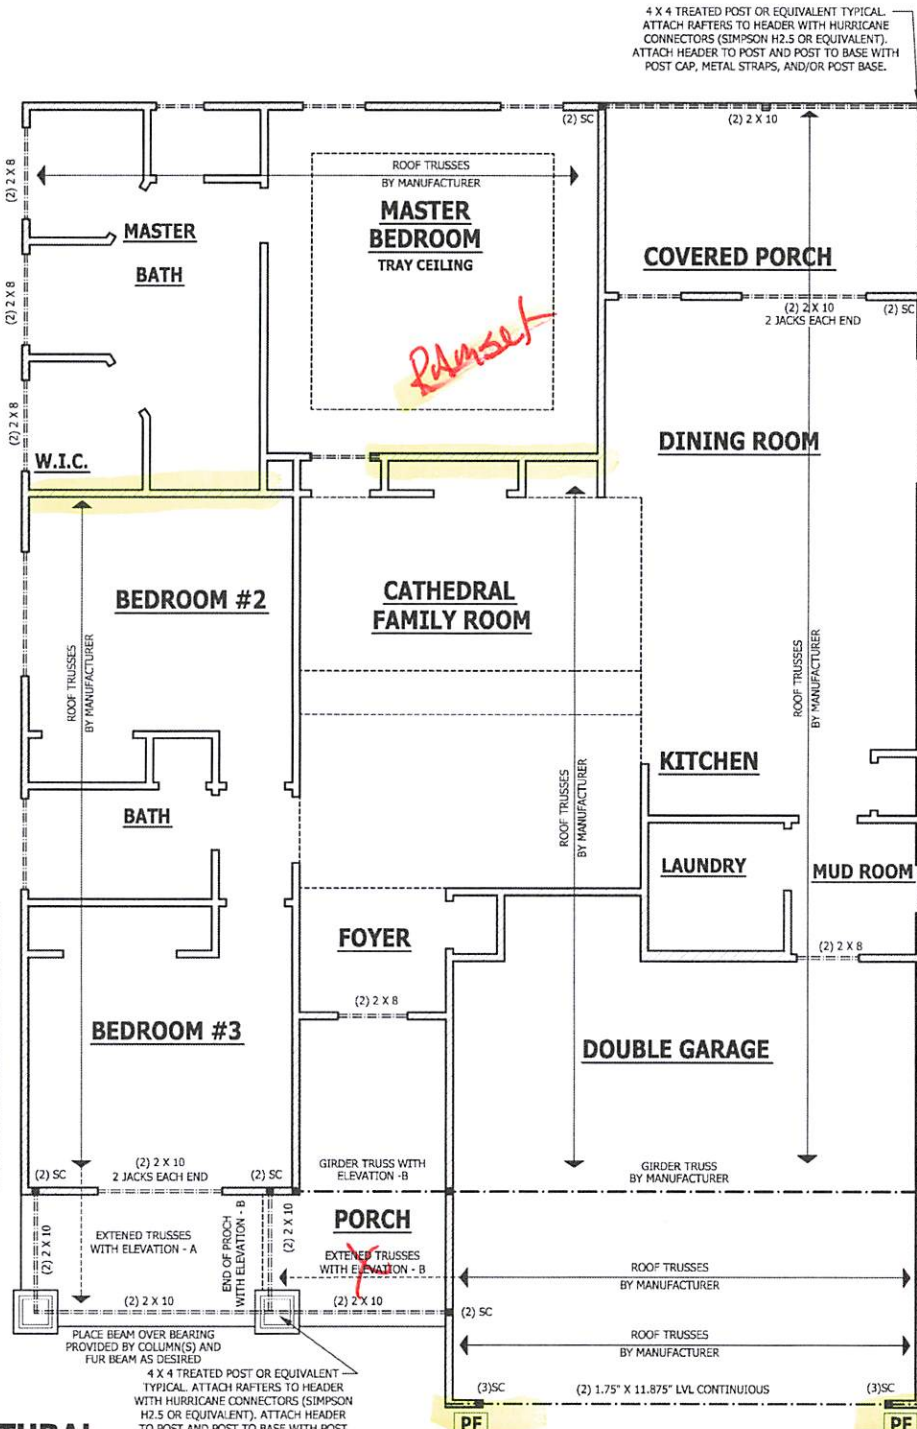 4 X 4 TREATED POST OR EQUIVALENT TYPICAL.
ATTACH RAFTERS TO HEADER WITH HURRICANE
CONNECTORS (SIMPSON H2.5 OR EQUIVALENT).
ATTACH HEADER TO POST AND POST TO BASE WITH
POST CAP, METAL STRAPS, AND/OR POST BASE.
(2) SC
(2) 2 X 10
(2) 2 X 8
ROOF TRUSSES
BY MANUFACTURER
MASTER
BEDROOM
TRAY CEILING
MASTER
BATH
COVERED PORCH
(2) 2 X 8
(2) 2 X 10
2 JACKS EACH END
(2) SC
Ramset
(2) 2 X 8
W.I.C.
DINING ROOM
BEDROOM #2
CATHEDRAL
FAMILY ROOM
ROOF TRUSSES
BY MANUFACTURER
ROOF TRUSSES
BY MANUFACTURER
ROOF TRUSSES
BY MANUFACTURER
KITCHEN
BATH
LAUNDRY
MUD ROOM
FOYER
(2) 2 X 8
(2) 2 X 8
BEDROOM #3
DOUBLE GARAGE
(2) SC
(2) 2 X 10
2 JACKS EACH END
(2) SC
GIRDER TRUSS WITH
ELEVATION -B
GIRDER TRUSS
BY MANUFACTURER
(2) 2 X 10
EXTENED TRUSSES
WITH ELEVATION - A
END OF PROCH
WITH ELEVATION - B
(2) 2 X 10
PORCH
EXTENED TRUSSES
WITH ELEVATION - B
X
ROOF TRUSSES
BY MANUFACTURER
(2) 2 X 10
(2) 2 X 10
(2) SC
PLACE BEAM OVER BEARING
PROVIDED BY COLUMN(S) AND
FUR BEAM AS DESIRED
ROOF TRUSSES
BY MANUFACTURER
4 X 4 TREATED POST OR EQUIVALENT
TYPICAL. ATTACH RAFTERS TO HEADER
WITH HURRICANE CONNECTORS (SIMPSON
H2.5 OR EQUIVALENT). ATTACH HEADER
TO POST AND POST TO BASE WITH POST
(3)SC
(2) 1.75" X 11.875" LVL CONTINUIOUS
(3)SC
PF
PF